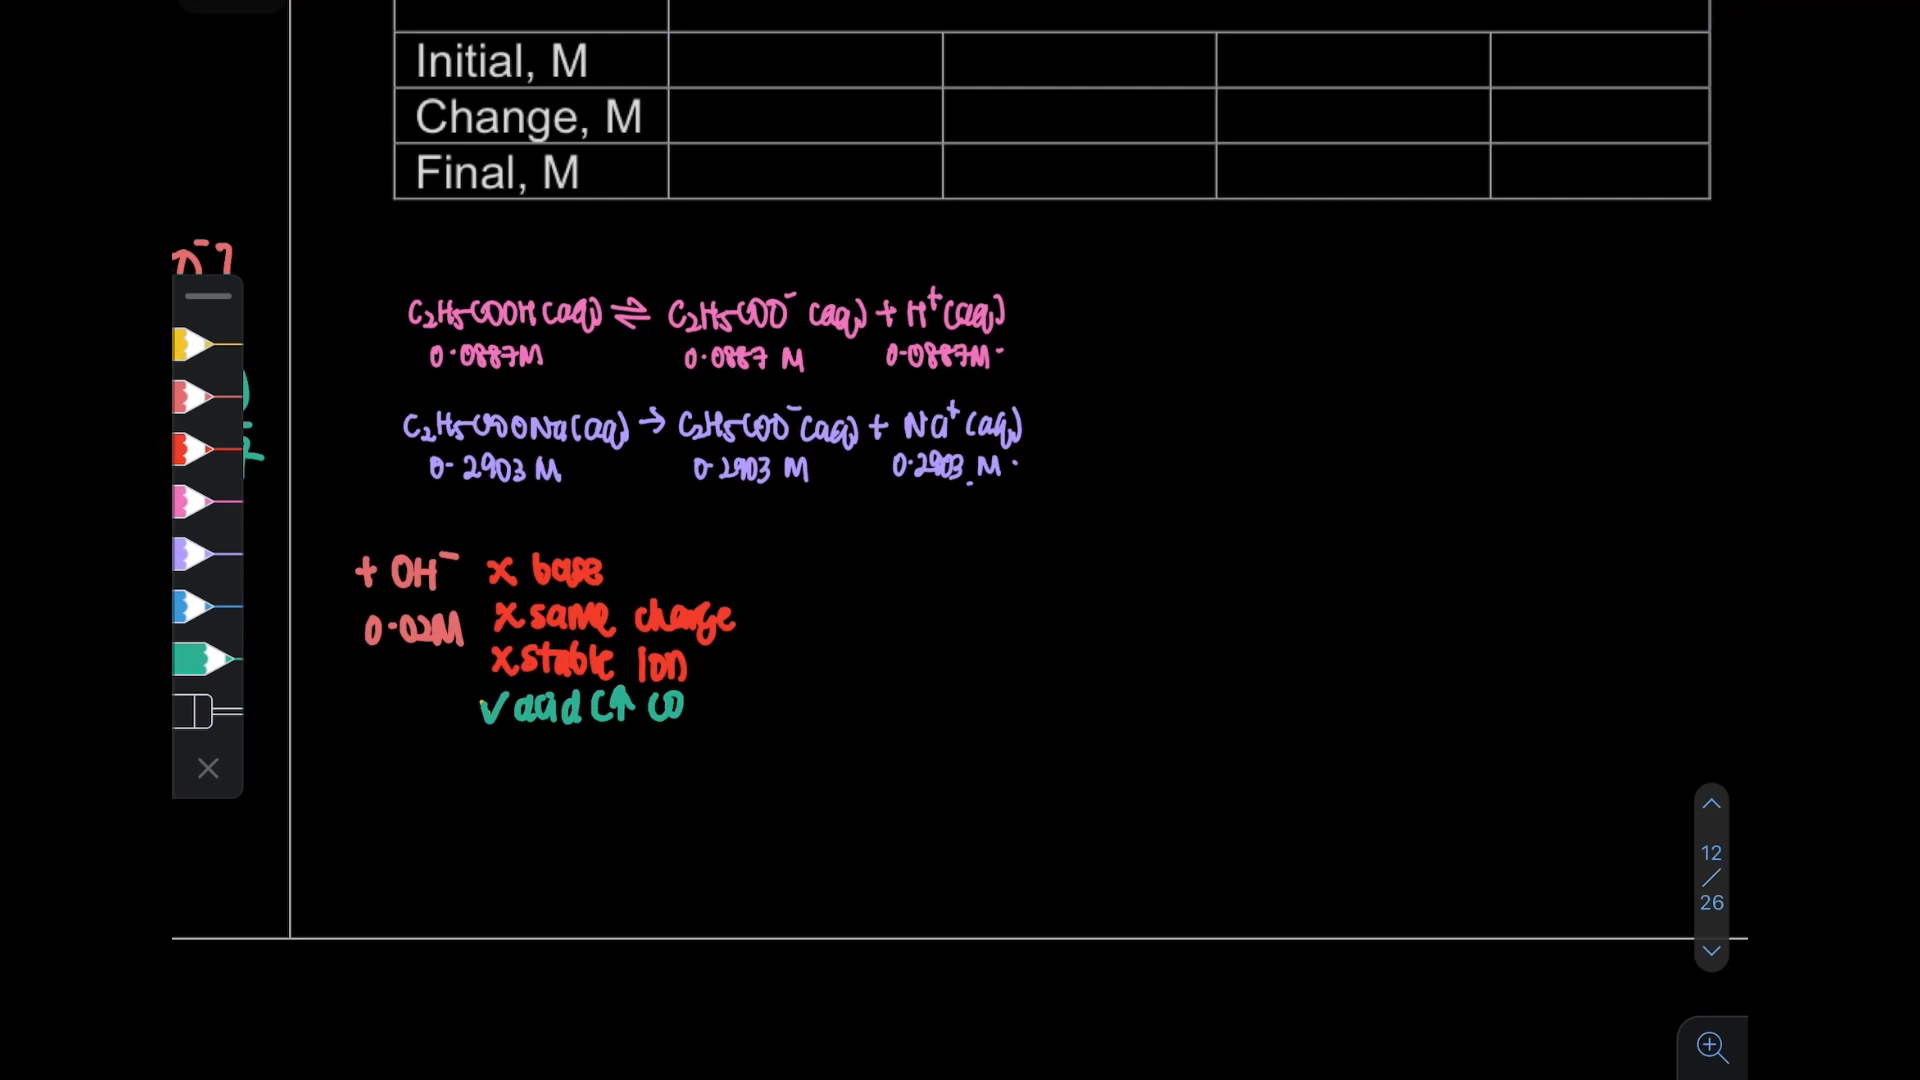 Initial, M
Change, M
Final, M
C₂H₅COOH (aq) ⇌ C₂H₅COO⁻ (aq) + H⁺ (aq)
0.0887M 0.0887 M 0.0887M.
C₂H₅COONa (aq) → C₂H₅COO⁻ (aq) + Na⁺ (aq)
0.2903 M 0.2903 M 0.2903 M.
+ OH⁻ x base
0.02M x same charge
x stable ion
✓ acid C↑
12
/
26